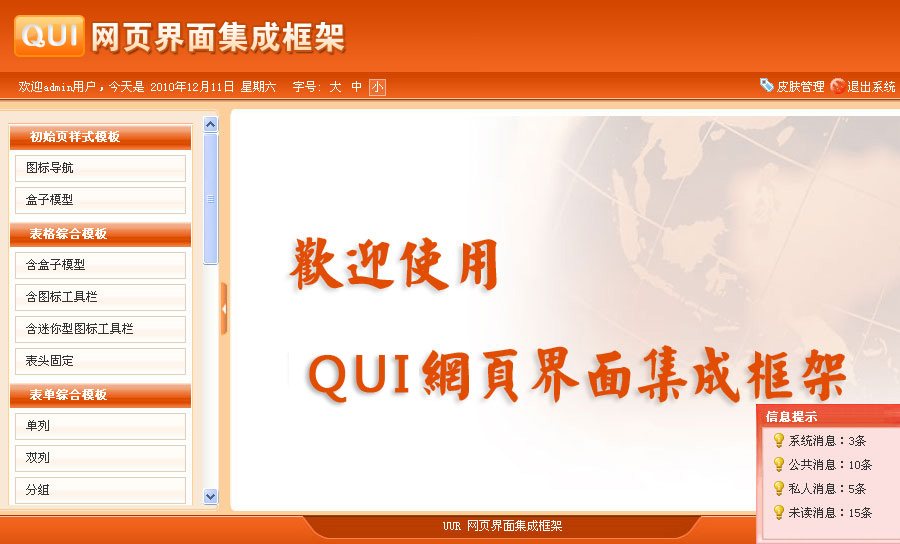 QUI 网页界面集成框架
欢迎admin用户，今天是 2010年12月11日 星期六 字号: 大 中 小 皮肤管理 退出系统
初始页样式模板
图标导航
盒子模型
表格综合模板
含盒子模型
含图标工具栏
含迷你型图标工具栏
表头固定
表单综合模板
单列
双列
分组
歡迎使用
QUI網頁界面集成框架
信息提示
系统消息：3条
公共消息：10条
私人消息：5条
未读消息：15条
UUR 网页界面集成框架